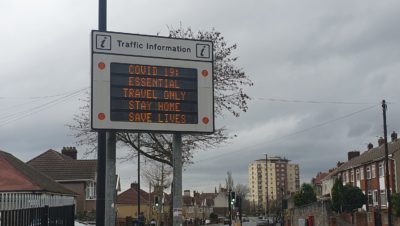 i Traffic Information i
COVID 19:
ESSENTIAL
TRAVEL ONLY
STAY HOME
SAVE LIVES